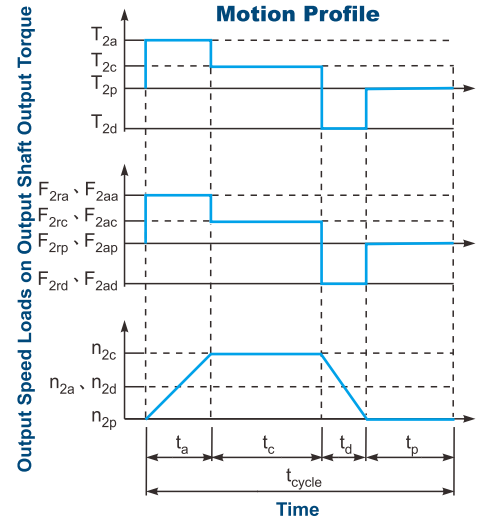 Motion Profile
Output Speed Loads on Output Shaft Output Torque
T2a
T2c
T2p
T2d
F2ra、F2aa
F2rc、F2ac
F2rp、F2ap
F2rd、F2ad
n2c
n2a、n2d
n2p
ta
tc
td
tp
tcycle
Time